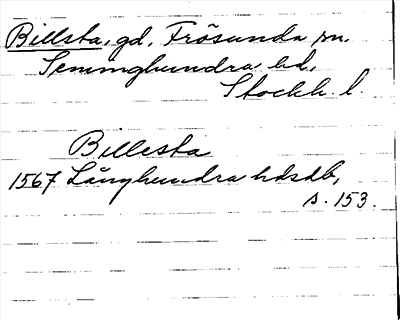 Billsta, gd, Frösunda sn.
Seminghundra hd,
Stockh. l.
Billesta
1567 Långhundra hdsdb,
s. 153.